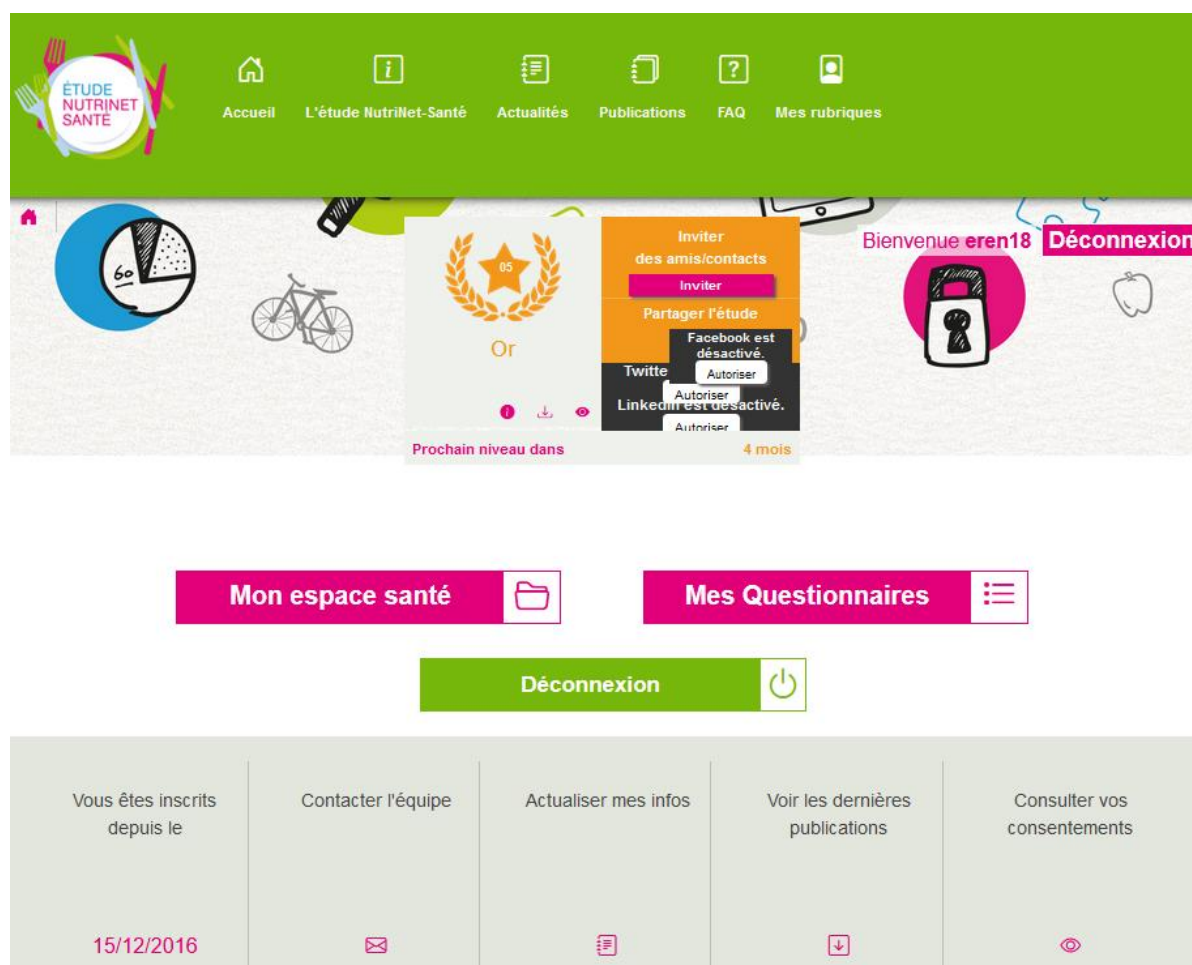 ÉTUDE
NUTRINET
SANTÉ
Accueil
L'étude NutriNet-Santé
Actualités
Publications
FAQ
Mes rubriques
60
05
Or
Inviter
des amis/contacts
Inviter
Partager l'étude
Facebook est
désactivé.
Autoriser
Twitte
Autoriser
LinkedIn est désactivé.
Autoriser
Prochain niveau dans
4 mois
Bienvenue eren18 Déconnexion
Mon espace santé
Mes Questionnaires
Déconnexion
Vous êtes inscrits
depuis le
15/12/2016
Contacter l'équipe
Actualiser mes infos
Voir les dernières
publications
Consulter vos
consentements